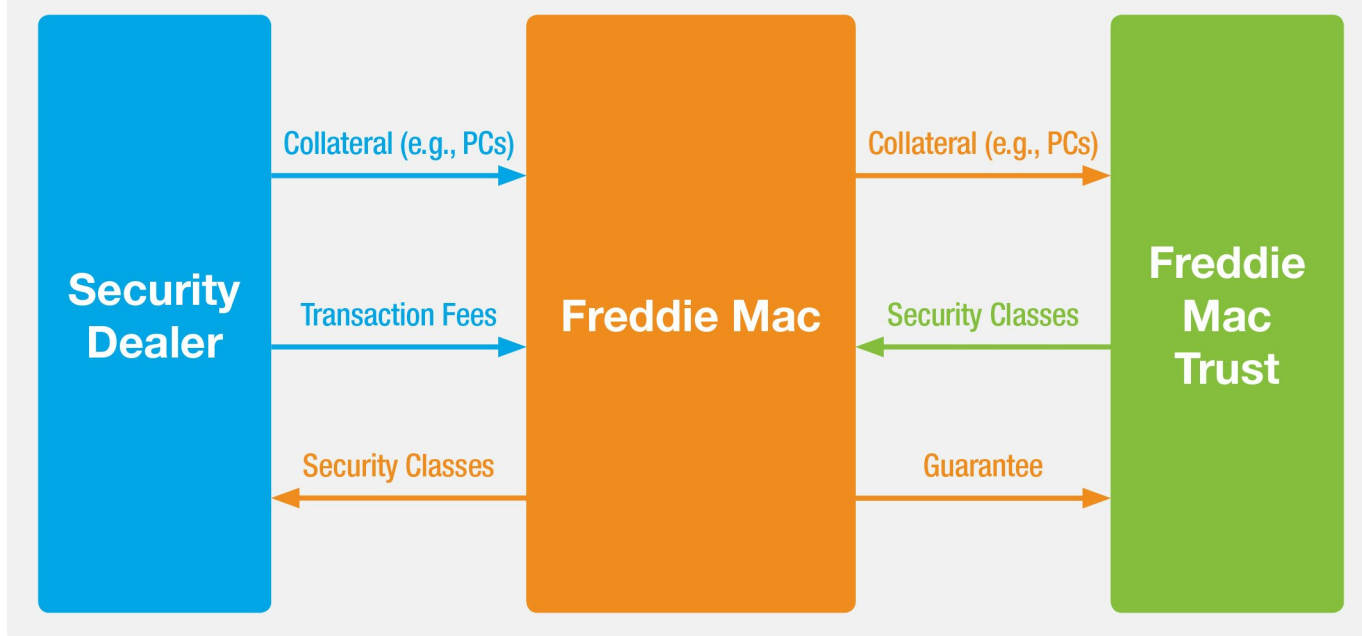 Collateral (e.g., PCs)
Collateral (e.g., PCs)
Security
Dealer
Transaction Fees
Freddie Mac
Security Classes
Freddie
Mac
Trust
Security Classes
Guarantee